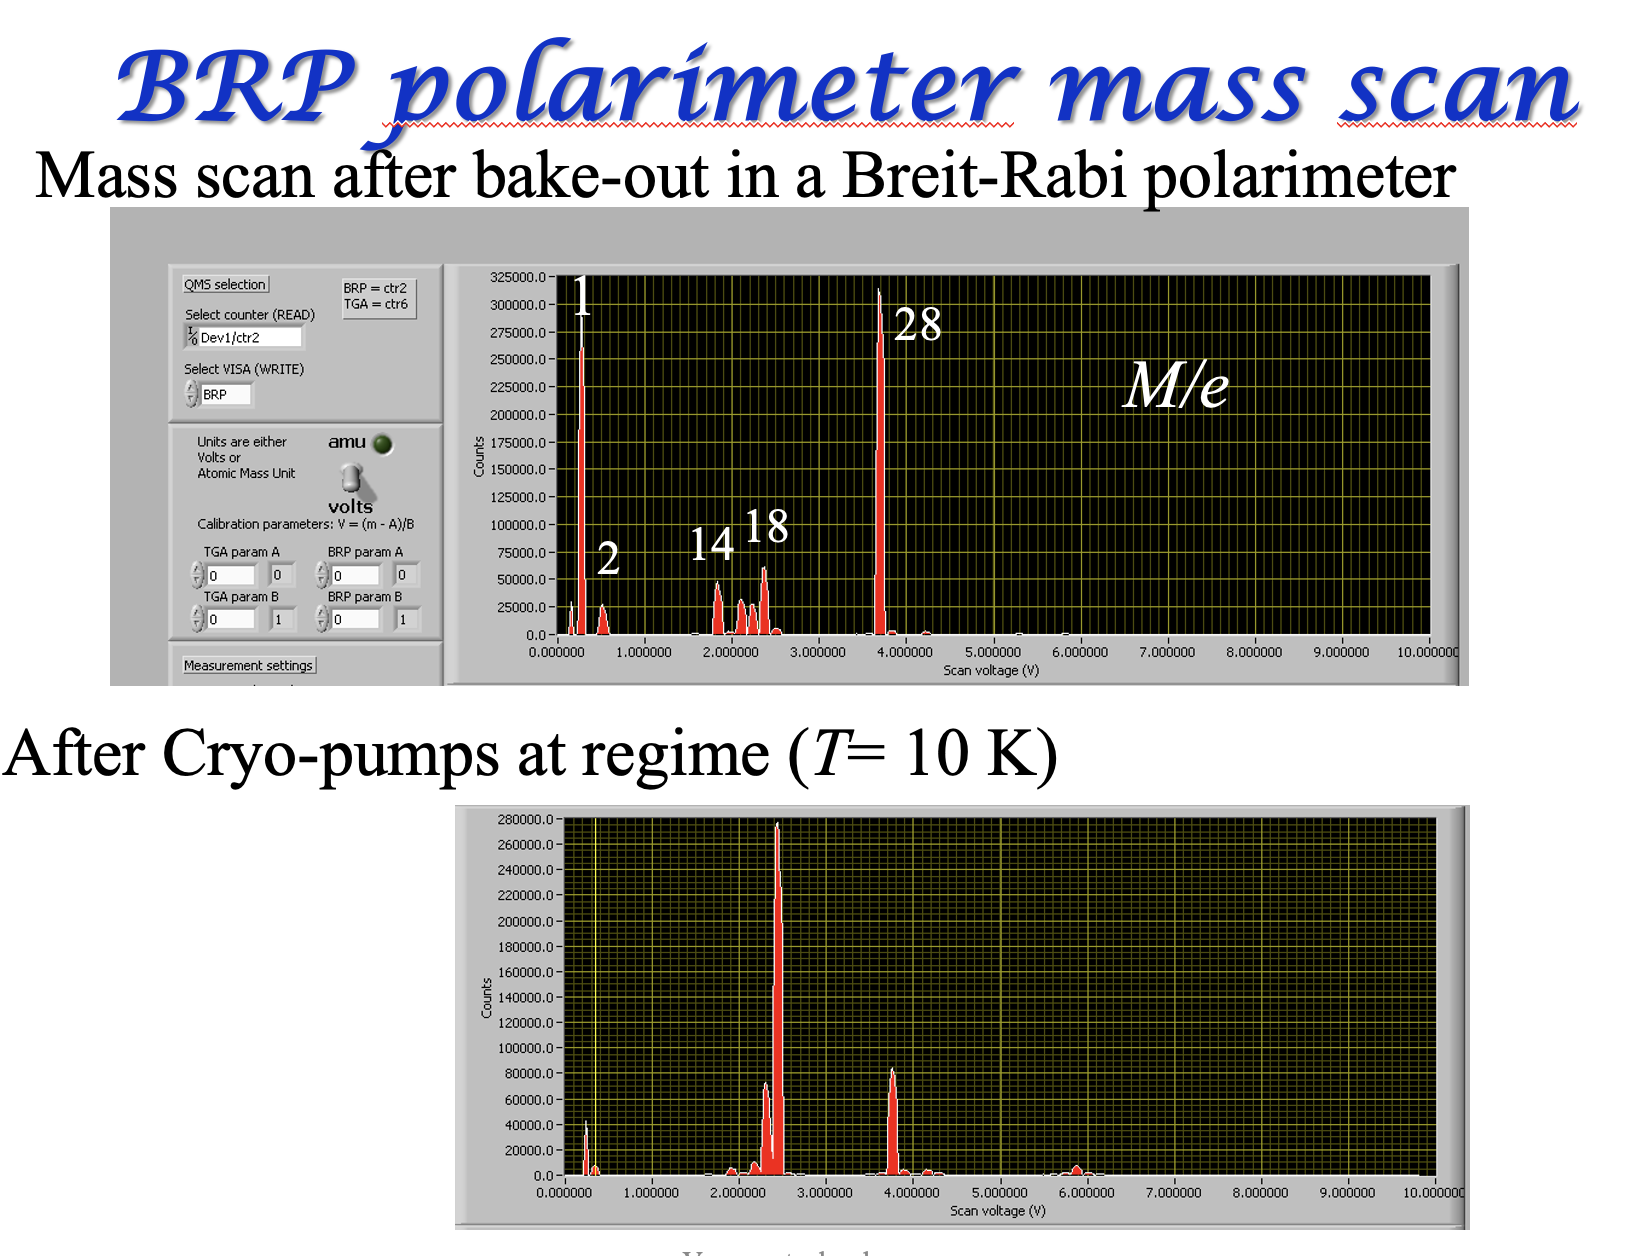 BRP polarimeter mass scan
Mass scan after bake-out in a Breit-Rabi polarimeter
QMS selection
BRP = ctr2
TGA = ctr6
Select counter (READ)
Dev1/ctr2
Select VISA (WRITE)
BRP
Units are either
Volts or
Atomic Mass Unit
amu
volts
Calibration parameters: V = (m - A)/B
TGA param A
BRP param A
0 0 0 0
TGA param B
BRP param B
0 1 0 1
Measurement settings
325000.0
300000.0
275000.0
250000.0
225000.0
200000.0
175000.0
150000.0
125000.0
100000.0
75000.0
50000.0
25000.0
0.0
Counts
1
2
14
18
28
M/e
0.000000 1.000000 2.000000 3.000000 4.000000 5.000000 6.000000 7.000000 8.000000 9.000000 10.000000
Scan voltage (V)
After Cryo-pumps at regime (T= 10 K)
280000.0
260000.0
240000.0
220000.0
200000.0
180000.0
160000.0
140000.0
120000.0
100000.0
80000.0
60000.0
40000.0
20000.0
0.0
Counts
0.000000 1.000000 2.000000 3.000000 4.000000 5.000000 6.000000 7.000000 8.000000 9.000000 10.000000
Scan voltage (V)